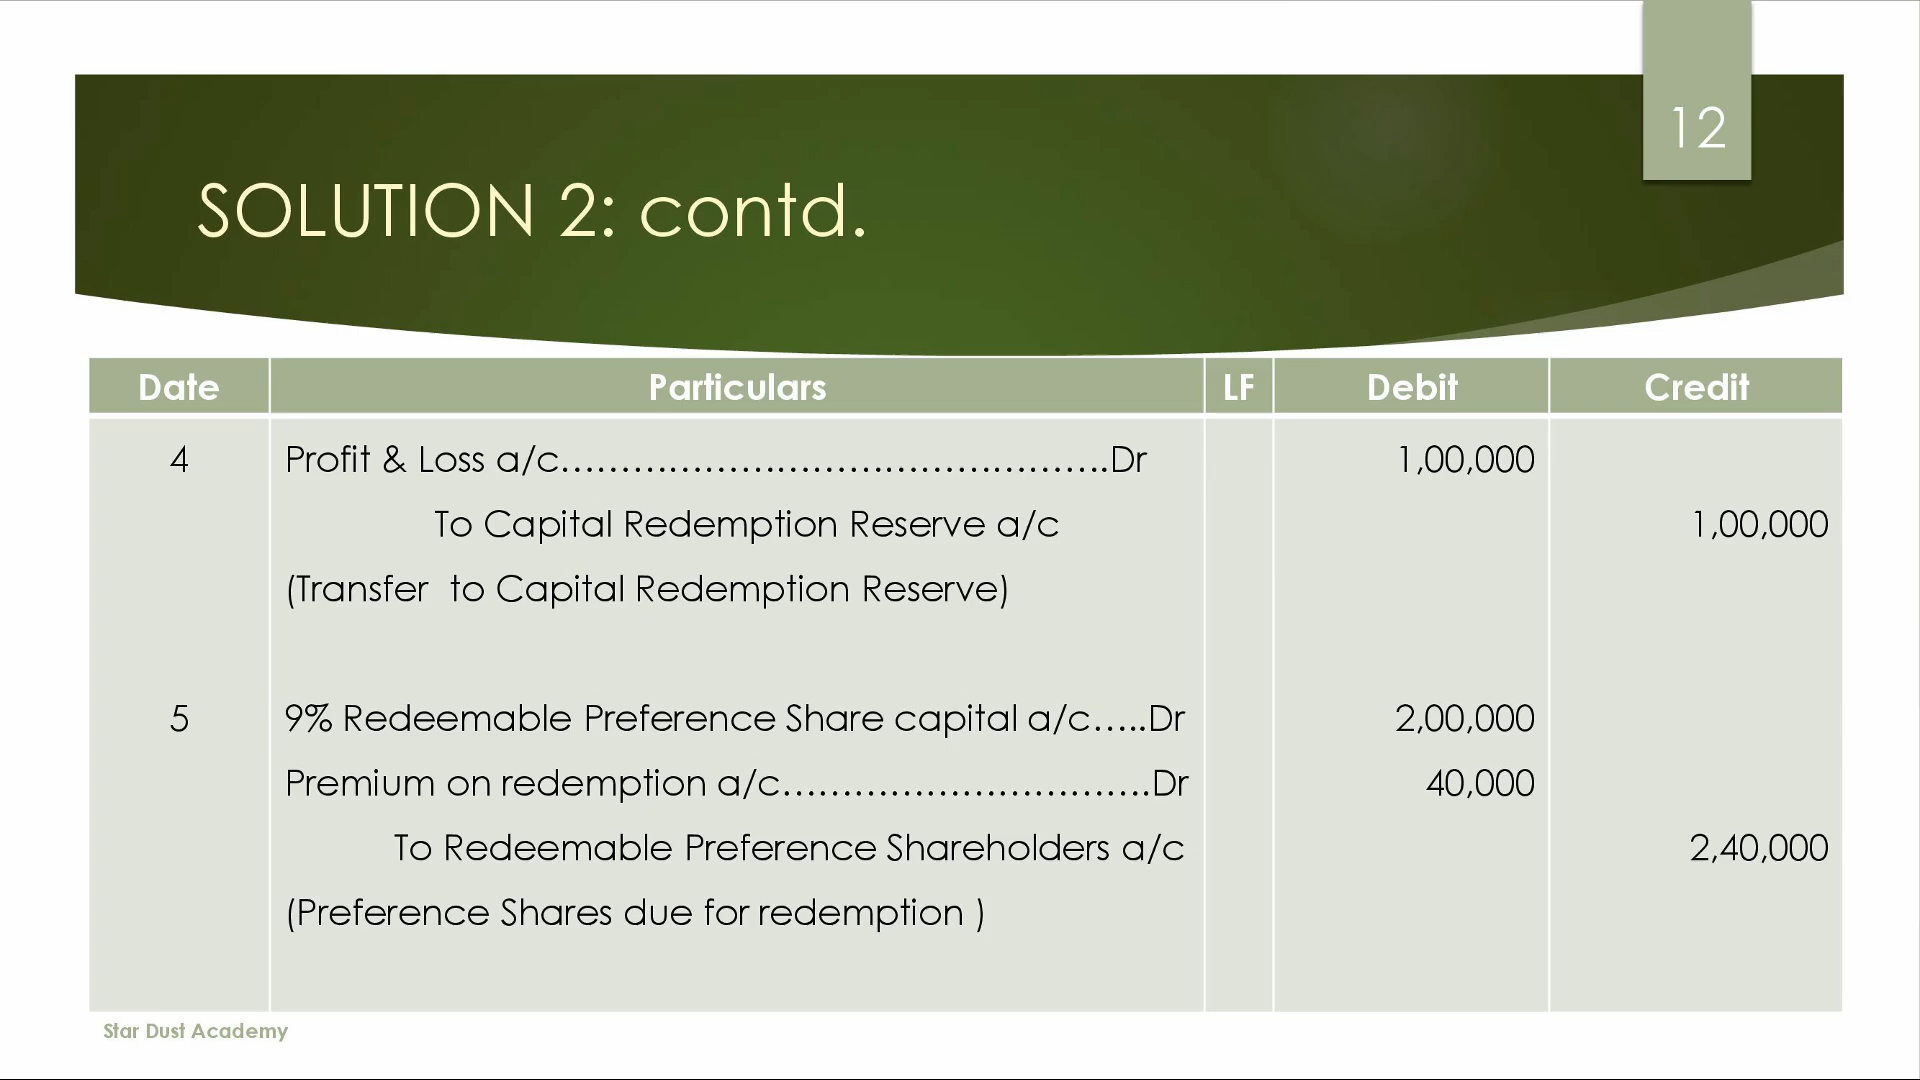 12
SOLUTION 2: contd.
Date Particulars LF Debit Credit
4 Profit & Loss a/c……………………………………….Dr 1,00,000
To Capital Redemption Reserve a/c 1,00,000
(Transfer to Capital Redemption Reserve)
5 9% Redeemable Preference Share capital a/c…..Dr 2,00,000
Premium on redemption a/c………………………….Dr 40,000
To Redeemable Preference Shareholders a/c 2,40,000
(Preference Shares due for redemption )
Star Dust Academy